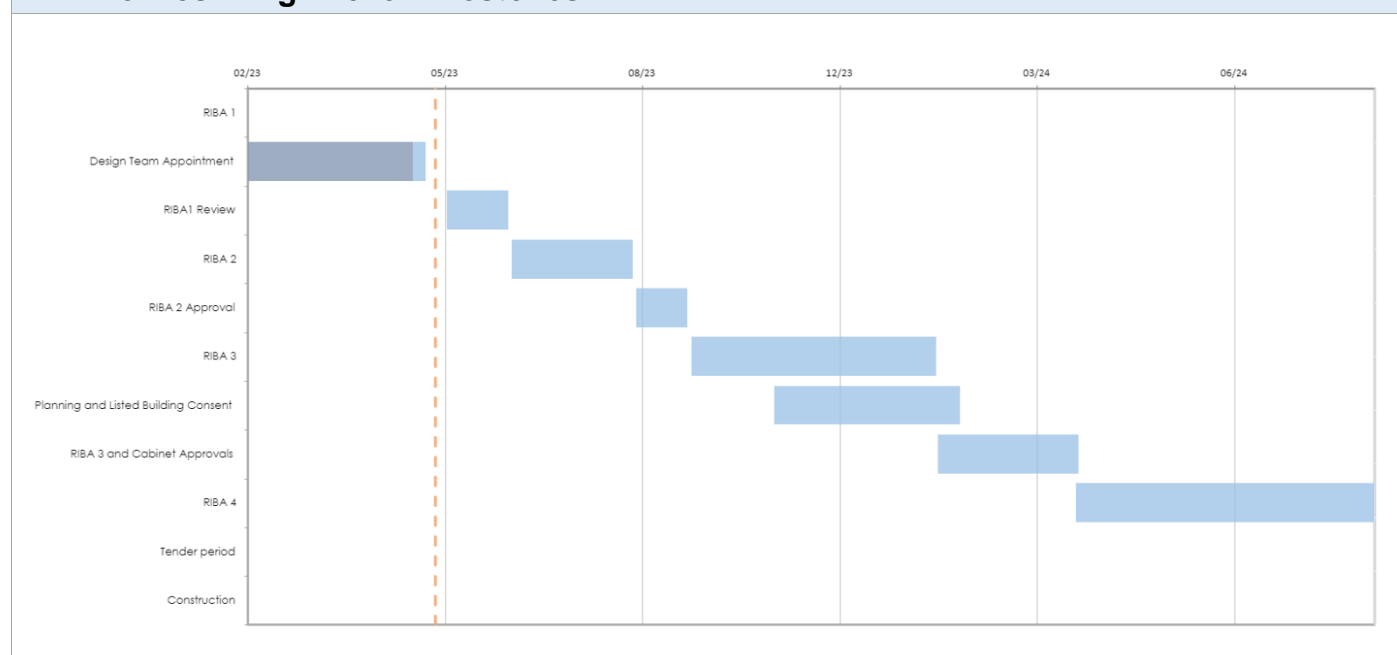 02/23 05/23 08/23 12/23 03/24 06/24
RIBA 1
Design Team Appointment
RIBA1 Review
RIBA 2
RIBA 2 Approval
RIBA 3
Planning and Listed Building Consent
RIBA 3 and Cabinet Approvals
RIBA 4
Tender period
Construction